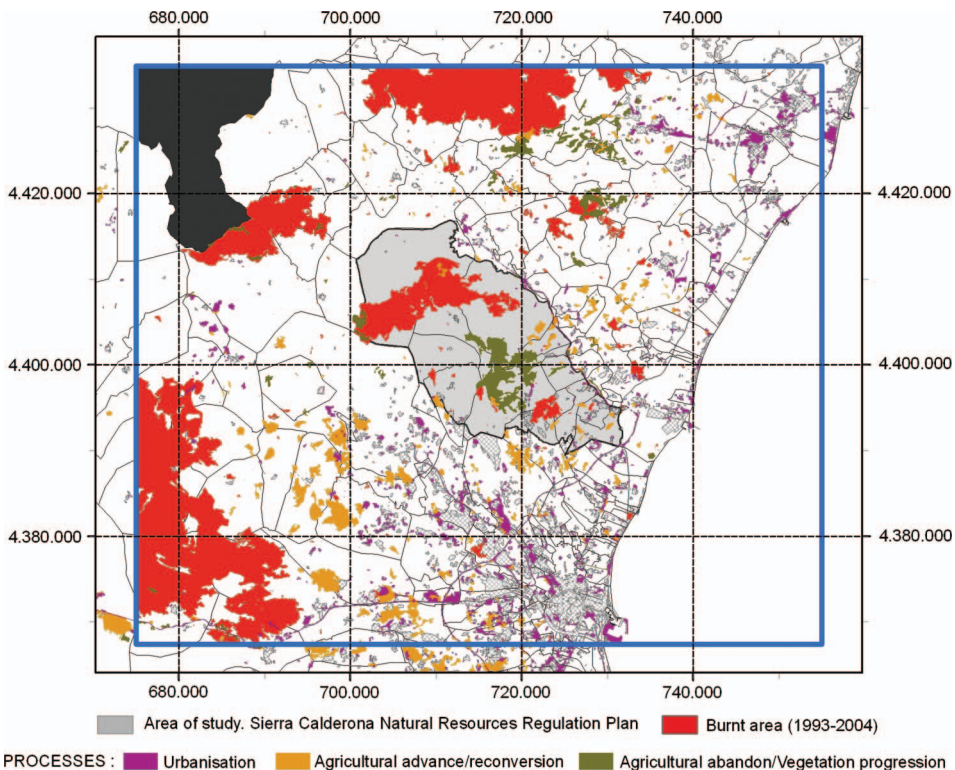 680.000 700.000 720.000 740.000
4.420.000 4.420.000
4.400.000 4.400.000
4.380.000 4.380.000
680.000 700.000 720.000 740.000
Area of study. Sierra Calderona Natural Resources Regulation Plan Burnt area (1993-2004)
PROCESSES : Urbanisation Agricultural advance/reconversion Agricultural abandon/Vegetation progression